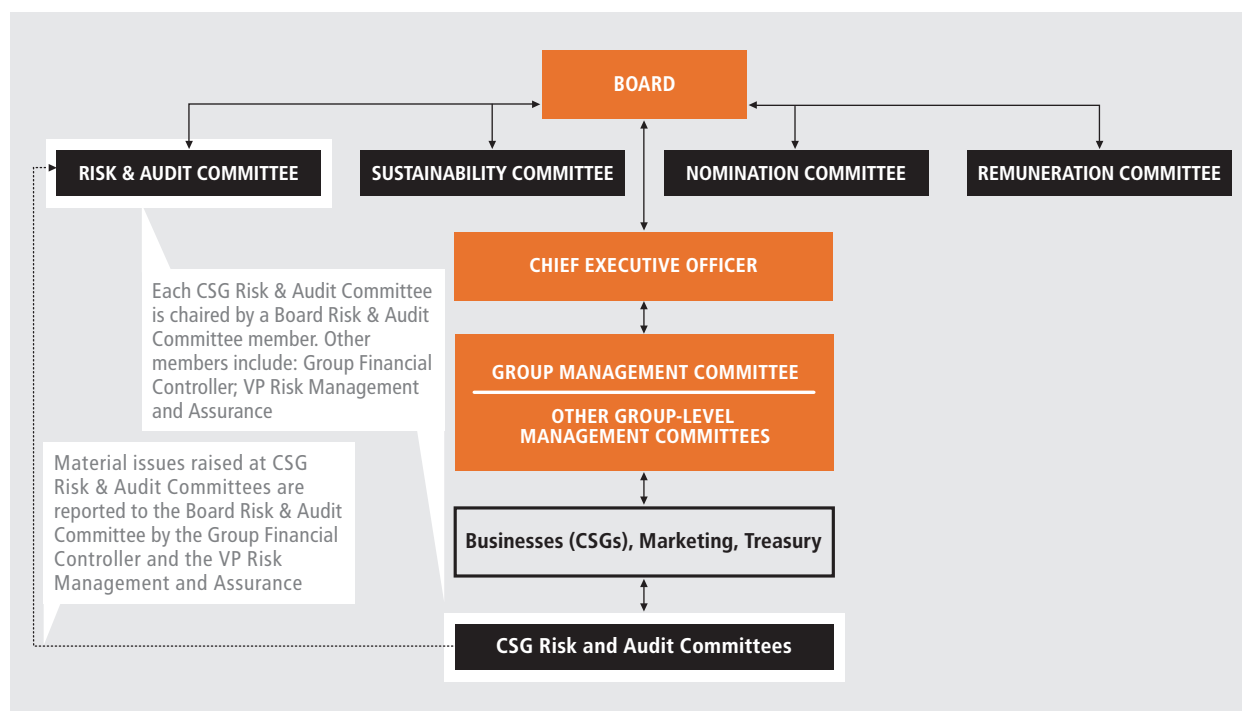 BOARD
RISK & AUDIT COMMITTEE
SUSTAINABILITY COMMITTEE
NOMINATION COMMITTEE
REMUNERATION COMMITTEE
CHIEF EXECUTIVE OFFICER
Each CSG Risk & Audit Committee
is chaired by a Board Risk & Audit
Committee member. Other
members include: Group Financial
Controller; VP Risk Management
and Assurance
GROUP MANAGEMENT COMMITTEE
OTHER GROUP-LEVEL
MANAGEMENT COMMITTEES
Material issues raised at CSG
Risk & Audit Committees are
reported to the Board Risk & Audit
Committee by the Group Financial
Controller and the VP Risk
Management and Assurance
Businesses (CSGs), Marketing, Treasury
CSG Risk and Audit Committees